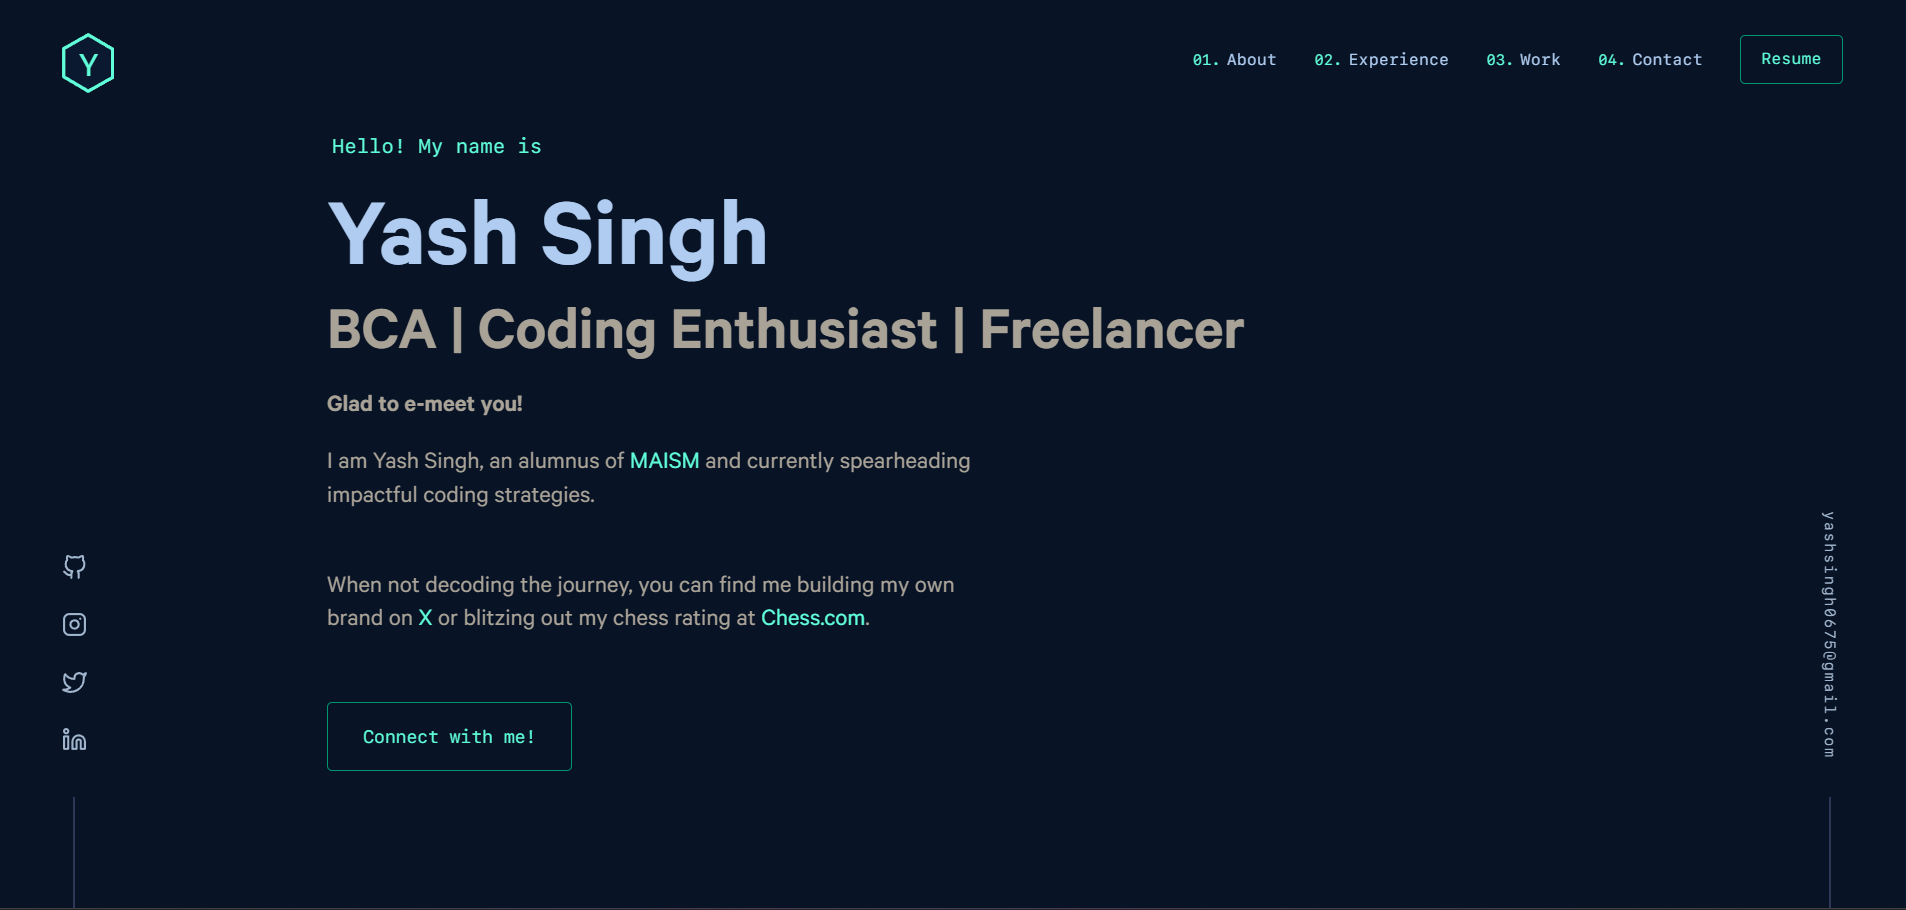 Y
01. About 02. Experience 03. Work 04. Contact Resume
Hello! My name is
Yash Singh
BCA | Coding Enthusiast | Freelancer
Glad to e-meet you!
I am Yash Singh, an alumnus of MAISM and currently spearheading
impactful coding strategies.
When not decoding the journey, you can find me building my own
brand on X or blitzing out my chess rating at Chess.com.
Connect with me!
yashsingh0675@gmail.com